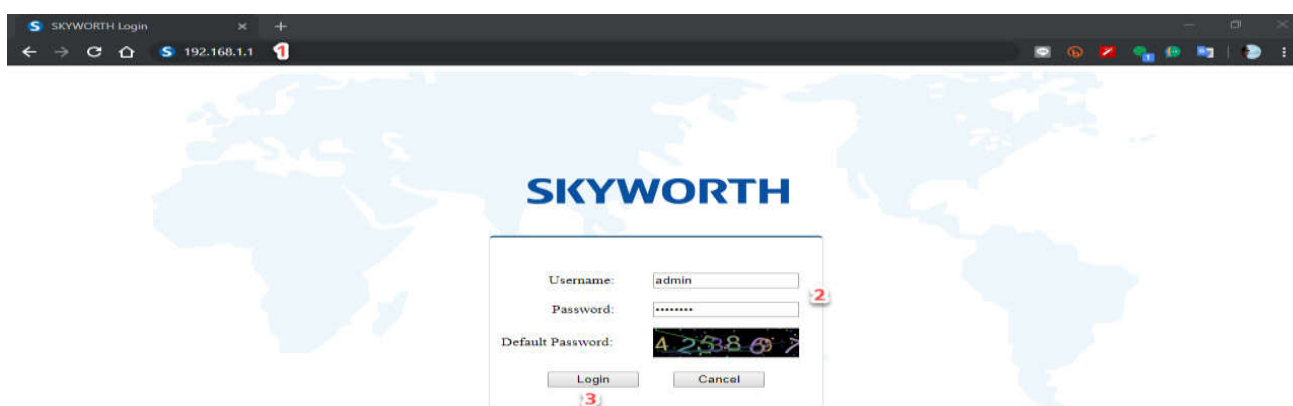 SKYWORTH Login
192.168.1.1 1
SKYWORTH
Username: admin
2
Password: ••••••••
Default Password:
Login Cancel
3